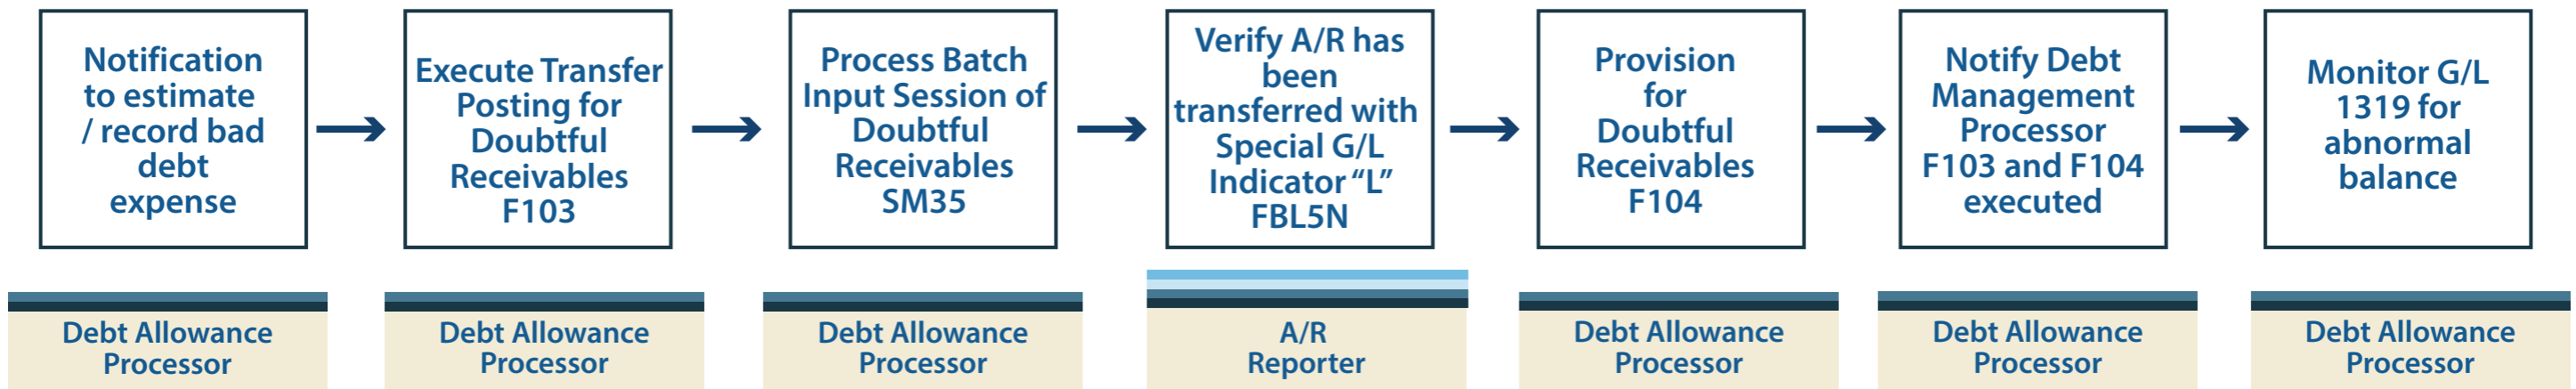 Notification
to estimate
/ record bad
debt
expense
Execute Transfer
Posting for
Doubtful
Receivables
F103
Process Batch
Input Session of
Doubtful
Receivables
SM35
Verify A/R has
been
transferred with
Special G/L
Indicator “L”
FBL5N
Provision
for
Doubtful
Receivables
F104
Notify Debt
Management
Processor
F103 and F104
executed
Monitor G/L
1319 for
abnormal
balance
Debt Allowance
Processor
Debt Allowance
Processor
Debt Allowance
Processor
A/R
Reporter
Debt Allowance
Processor
Debt Allowance
Processor
Debt Allowance
Processor